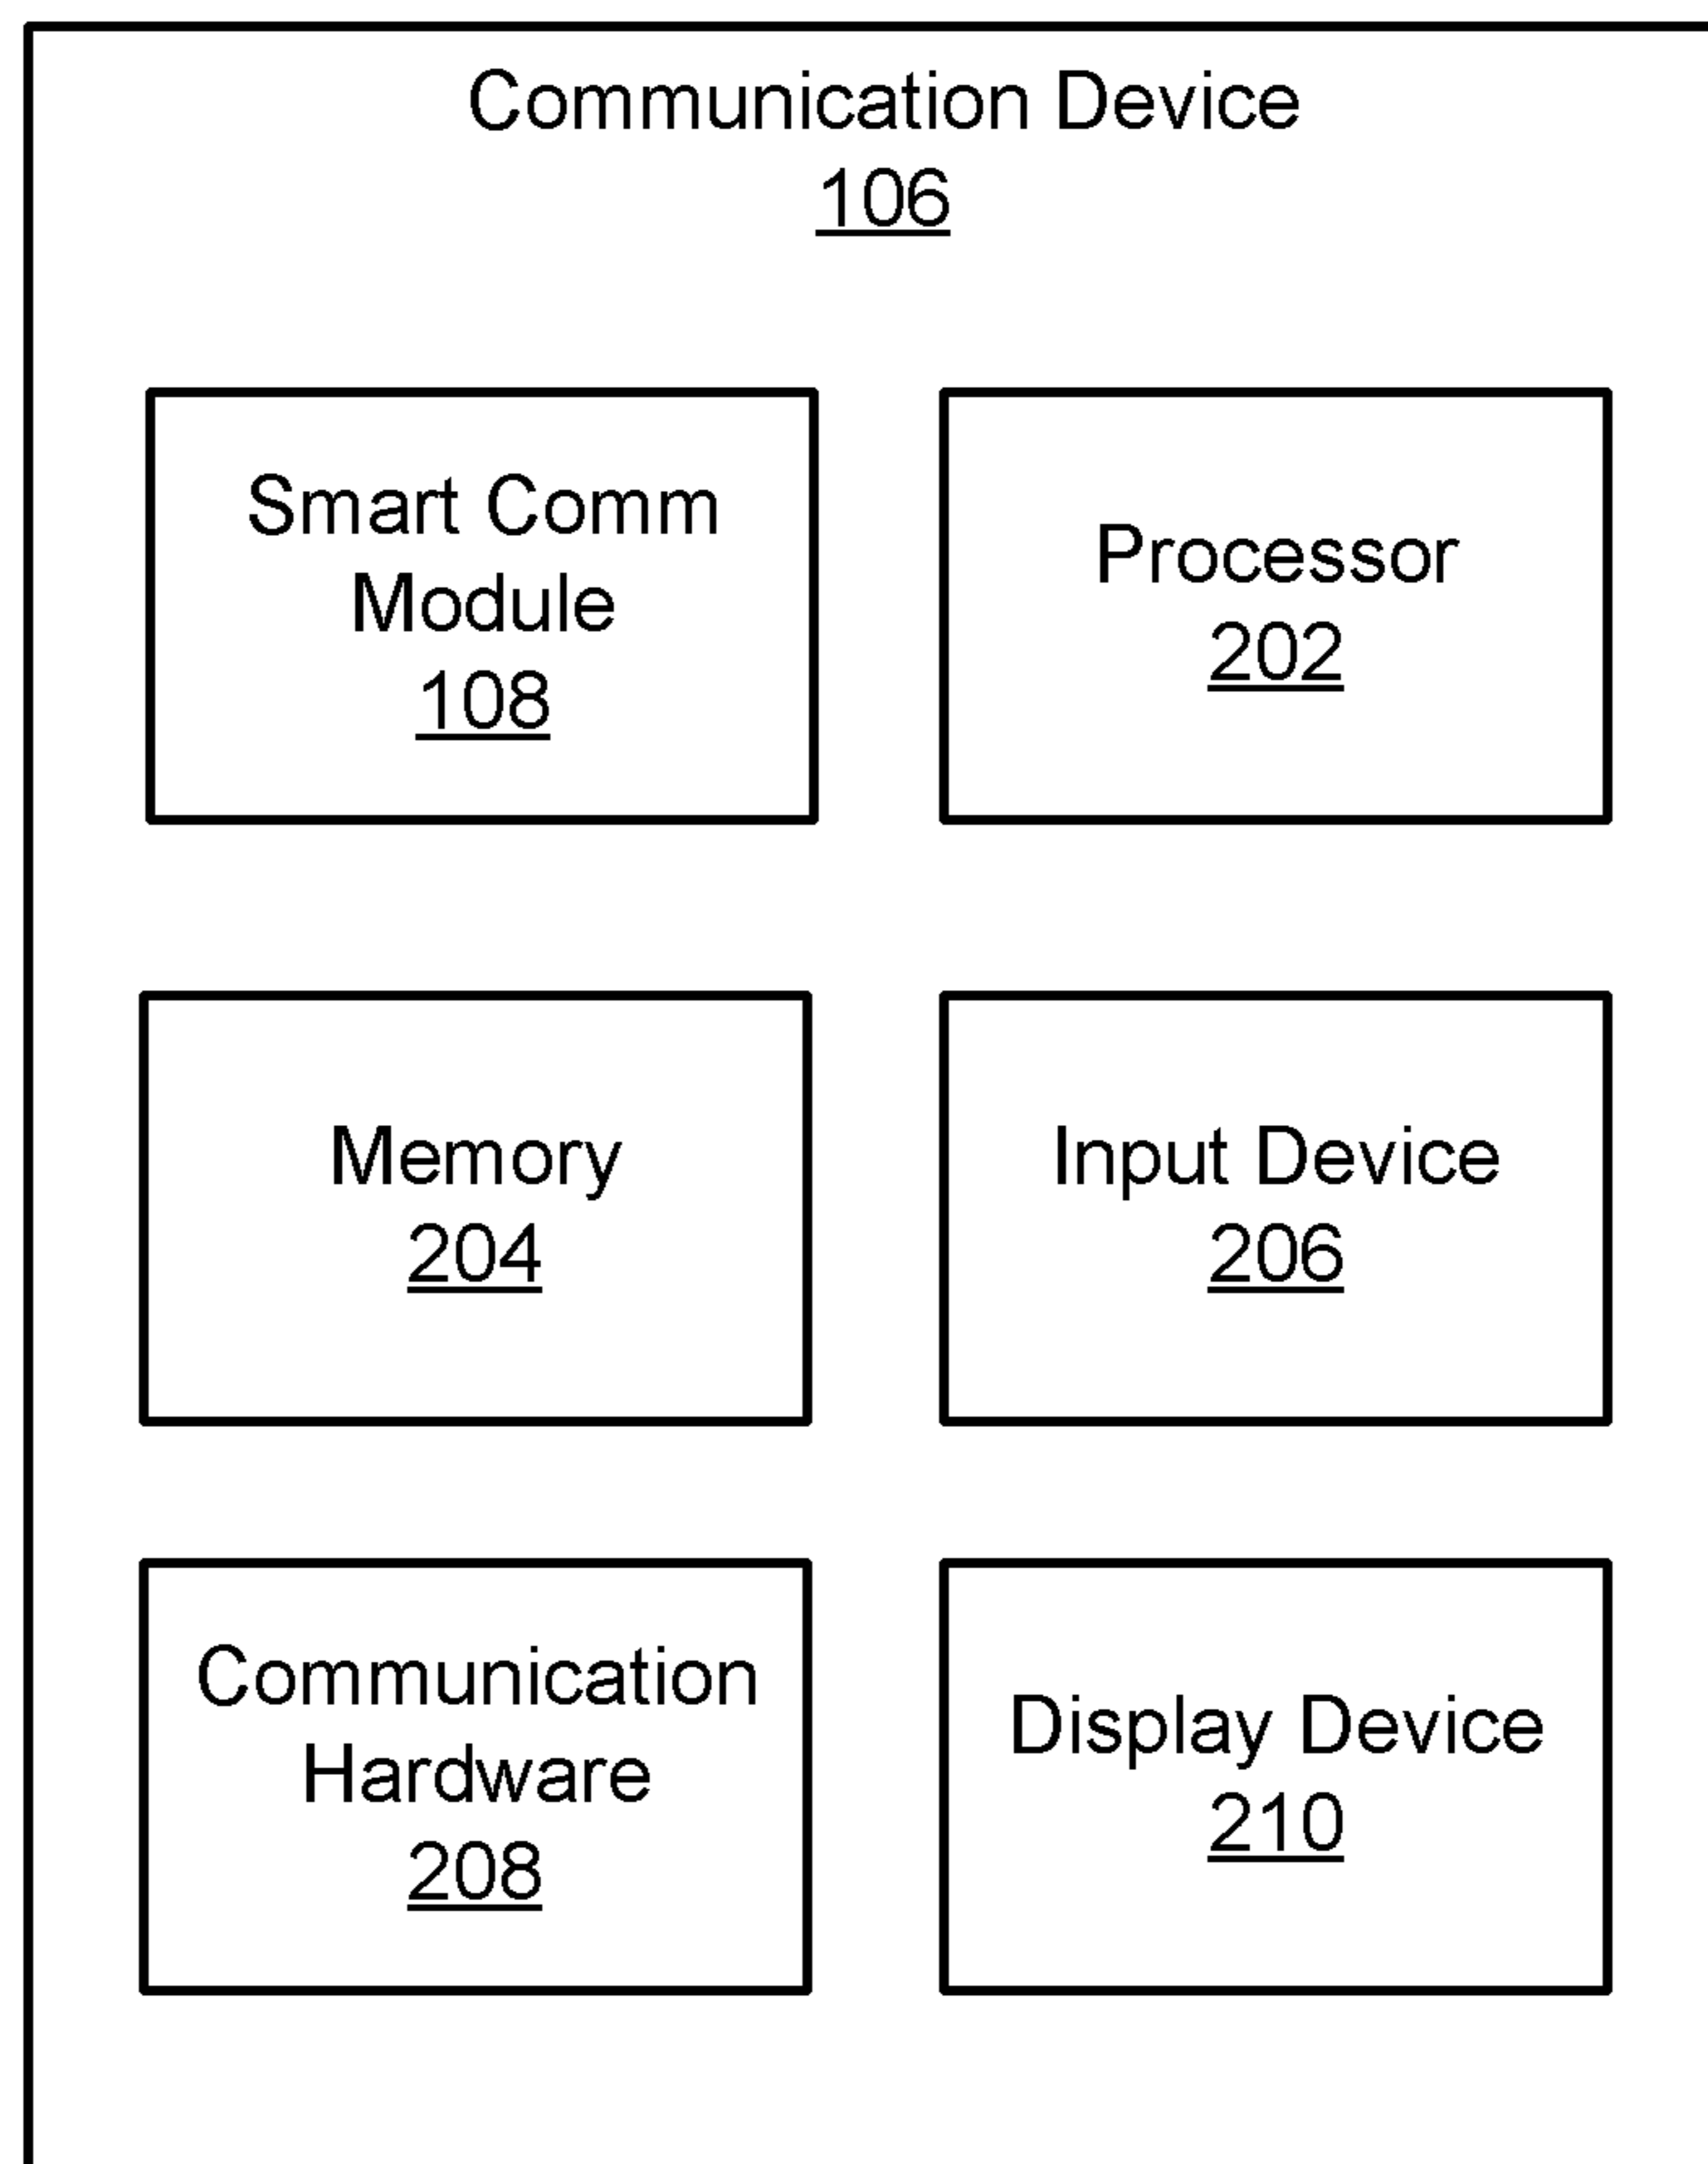 Communication Device
106
Smart Comm
Module
108
Processor
202
Memory
204
Input Device
206
Communication
Hardware
208
Display Device
210